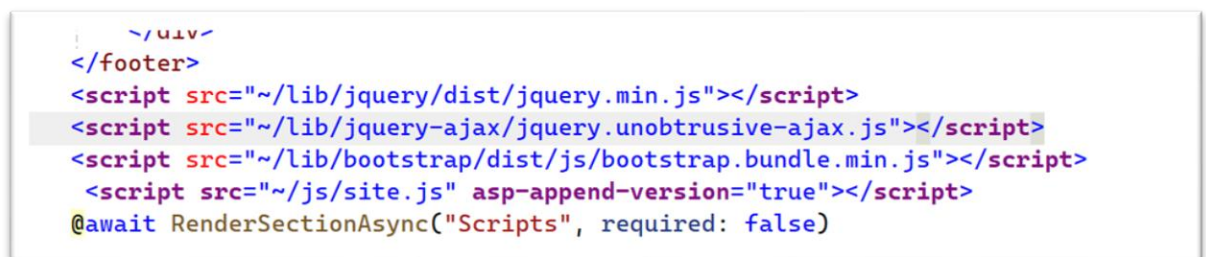 </div>
</footer>
<script src="~/lib/jquery/dist/jquery.min.js"></script>
<script src="~/lib/jquery-ajax/jquery.unobtrusive-ajax.js"></script>
<script src="~/lib/bootstrap/dist/js/bootstrap.bundle.min.js"></script>
<script src="~/js/site.js" asp-append-version="true"></script>
@await RenderSectionAsync("Scripts", required: false)